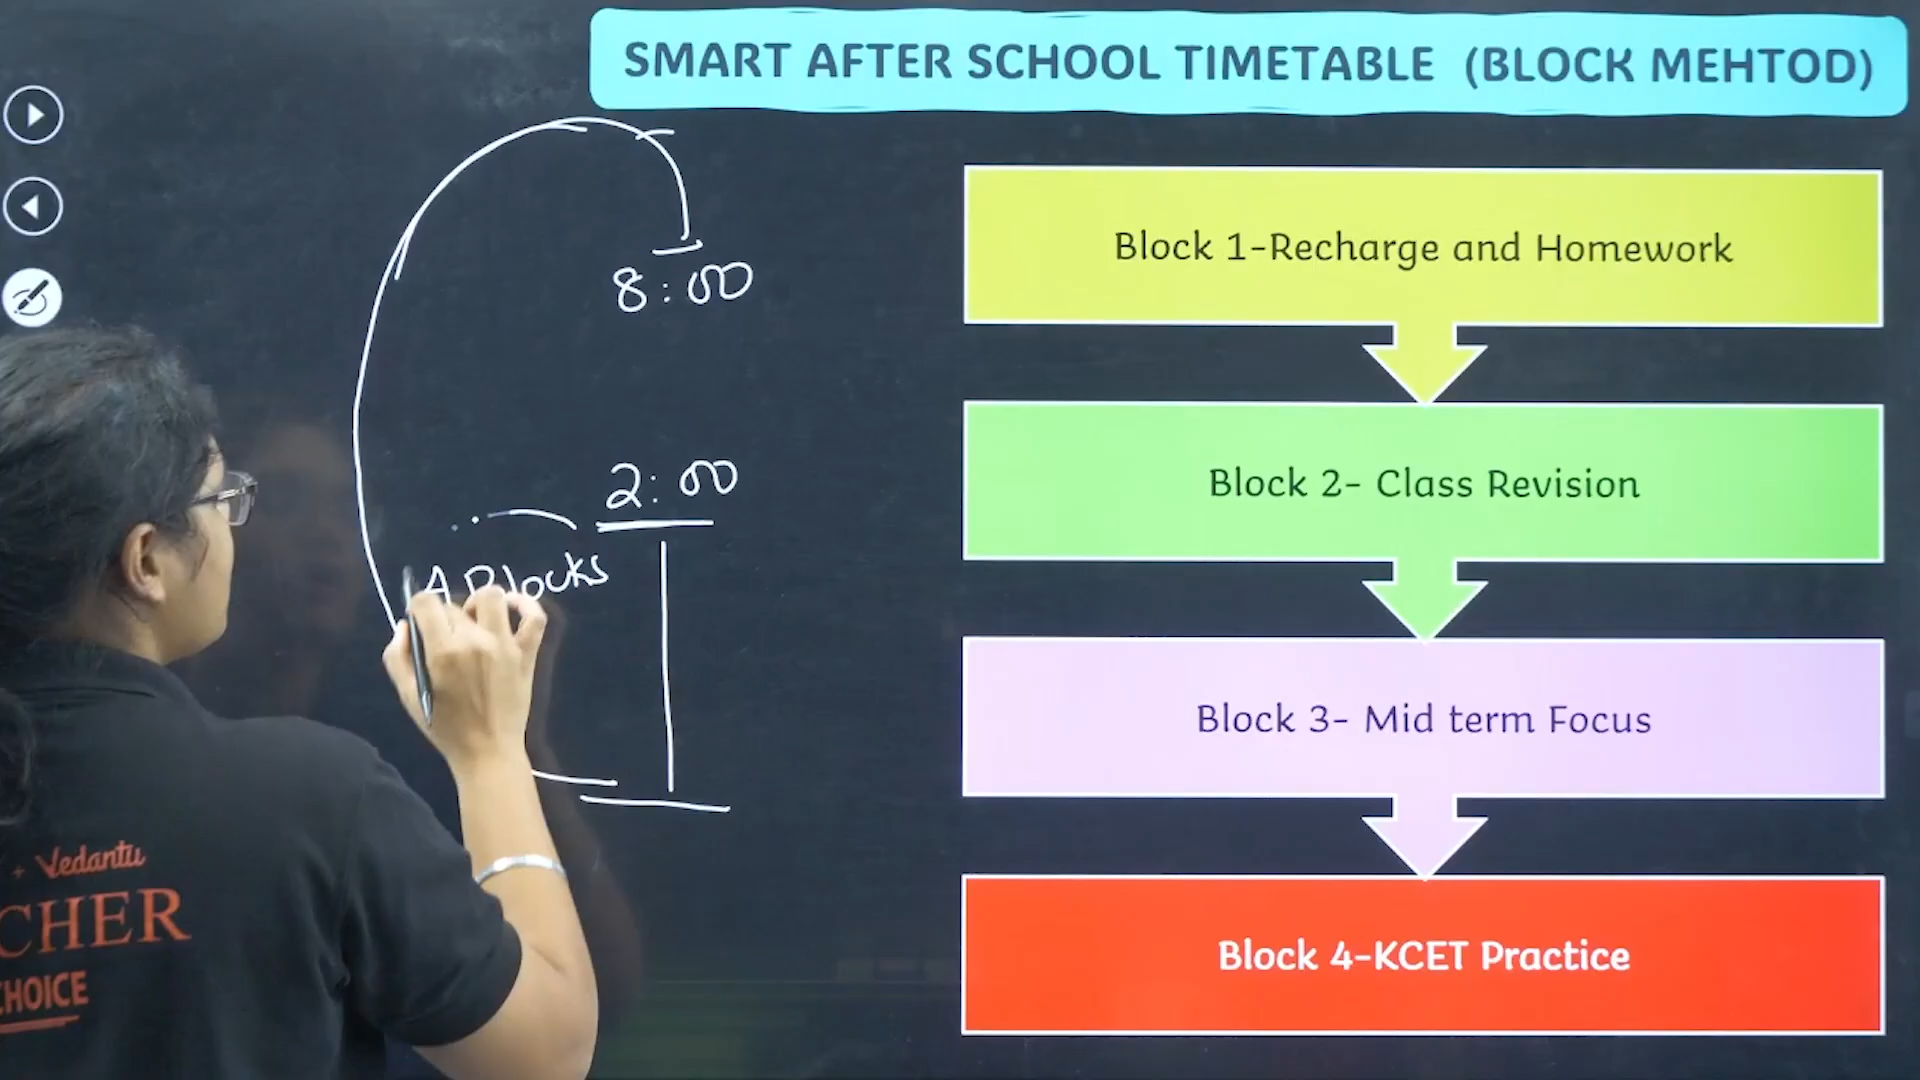 SMART AFTER SCHOOL TIMETABLE (BLOCK MEHTOD)
8:00
2:00
4 Blocks
Block 1-Recharge and Homework
Block 2- Class Revision
Block 3- Mid term Focus
Block 4-KCET Practice
+ Vedantu
CHER
CHOICE